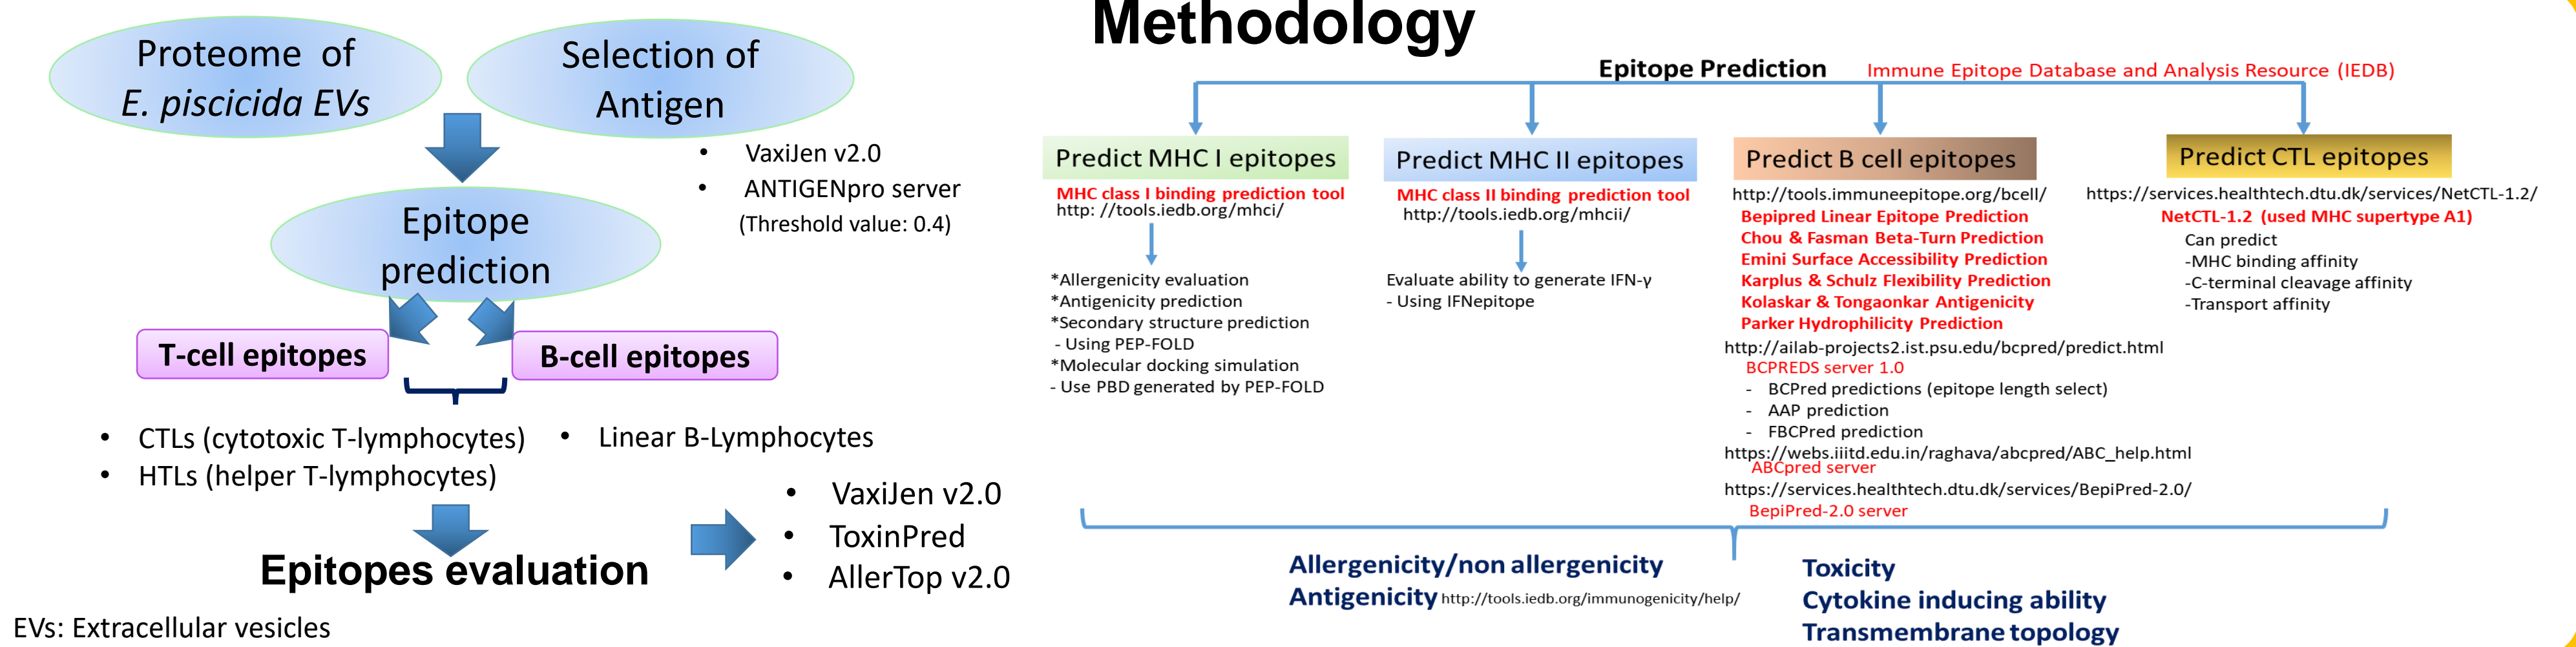 Methodology
Proteome of
E. piscicida EVs
Selection of
Antigen
• VaxiJen v2.0
• ANTIGENpro server
(Threshold value: 0.4)
Epitope
prediction
T-cell epitopes
B-cell epitopes
• CTLs (cytotoxic T-lymphocytes)
• HTLs (helper T-lymphocytes)
• Linear B-Lymphocytes
Epitopes evaluation
• VaxiJen v2.0
• ToxinPred
• AllerTop v2.0
EVs: Extracellular vesicles
Epitope Prediction
Immune Epitope Database and Analysis Resource (IEDB)
Predict MHC I epitopes
MHC class I binding prediction tool
http: //tools.iedb.org/mhci/
*Allergenicity evaluation
*Antigenicity prediction
*Secondary structure prediction
- Using PEP-FOLD
*Molecular docking simulation
- Use PBD generated by PEP-FOLD
Predict MHC II epitopes
MHC class II binding prediction tool
http://tools.iedb.org/mhcii/
Evaluate ability to generate IFN-γ
- Using IFNepitope
Predict B cell epitopes
http://tools.immuneepitope.org/bcell/
Bepipred Linear Epitope Prediction
Chou & Fasman Beta-Turn Prediction
Emini Surface Accessibility Prediction
Karplus & Schulz Flexibility Prediction
Kolaskar & Tongaonkar Antigenicity
Parker Hydrophilicity Prediction
http://ailab-projects2.ist.psu.edu/bcpred/predict.html
BCPREDS server 1.0
- BCPred predictions (epitope length select)
- AAP prediction
- FBCPred prediction
https://webs.iiitd.edu.in/raghava/abcpred/ABC_help.html
ABCpred server
https://services.healthtech.dtu.dk/services/BepiPred-2.0/
BepiPred-2.0 server
Predict CTL epitopes
https://services.healthtech.dtu.dk/services/NetCTL-1.2/
NetCTL-1.2 (used MHC supertype A1)
Can predict
-MHC binding affinity
-C-terminal cleavage affinity
-Transport affinity
Allergenicity/non allergenicity
Antigenicity http://tools.iedb.org/immunogenicity/help/
Toxicity
Cytokine inducing ability
Transmembrane topology